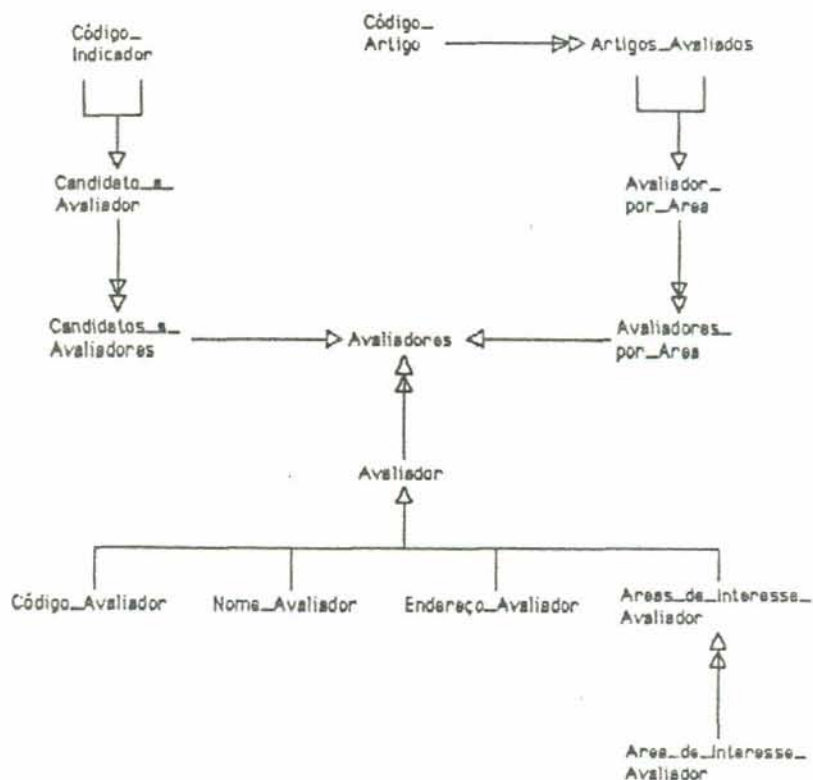 Código_
Indicador
Código_
Artigo
Artigos_Avaliados
Candidato_a_
Avaliador
Avaliador_
por_Area
Candidatos_a_
Avaliadores
Avaliadores
Avaliadores_
por_Area
Avaliador
Código_Avaliador
Nome_Avaliador
Endereço_Avaliador
Areas_de_Interesse_
Avaliador
Area_de_Interesse_
Avaliador